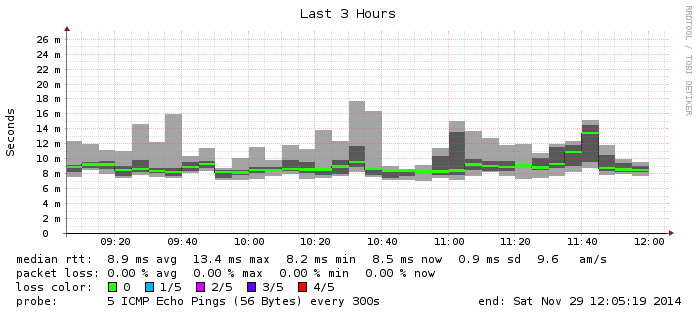 Last 3 Hours
RRDTOOL / TOBI OETIKER
Seconds
26 m
24 m
22 m
20 m
18 m
16 m
14 m
12 m
10 m
8 m
6 m
4 m
2 m
0
09:20 09:40 10:00 10:20 10:40 11:00 11:20 11:40 12:00
median rtt: 8.9 ms avg 13.4 ms max 8.2 ms min 8.5 ms now 0.9 ms sd 9.6 am/s
packet loss: 0.00 % avg 0.00 % max 0.00 % min 0.00 % now
loss color: 0 1/5 2/5 3/5 4/5
probe: 5 ICMP Echo Pings (56 Bytes) every 300s end: Sat Nov 29 12:05:19 2014